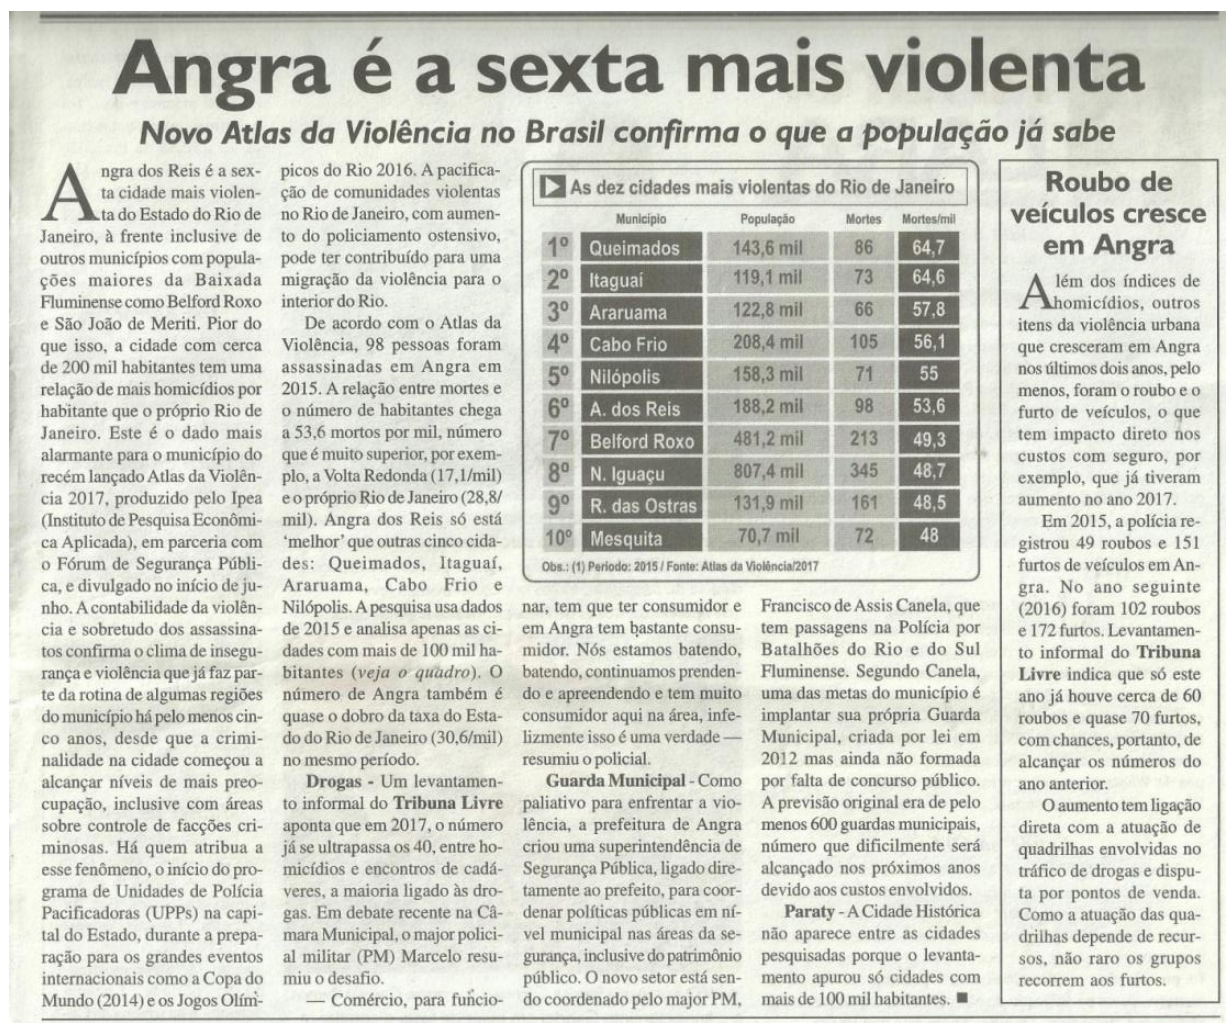 Angra é a sexta mais violenta
Novo Atlas da Violência no Brasil confirma o que a população já sabe
Angra dos Reis é a sex-
ta cidade mais violen-
ta do Estado do Rio de
Janeiro, à frente inclusive de
outros municípios com popula-
ções maiores da Baixada
Fluminense como Belford Roxo
e São João de Meriti. Pior do
que isso, a cidade com cerca
de 200 mil habitantes tem uma
relação de mais homicídios por
habitante que o próprio Rio de
Janeiro. Este é o dado mais
alarmante para o município do
recém lançado Atlas da Violên-
cia 2017, produzido pelo Ipea
(Instituto de Pesquisa Econômi-
ca Aplicada), em parceria com
o Fórum de Segurança Públi-
ca, e divulgado no início de ju-
nho. A contabilidade da violên-
cia e sobretudo dos assassina-
tos confirma o clima de insegu-
rança e violência que já faz par-
te da rotina de algumas regiões
do município há pelo menos cin-
co anos, desde que a crimi-
nalidade na cidade começou a
alcançar níveis de mais preo-
cupação, inclusive com áreas
sobre controle de facções cri-
minosas. Há quem atribua a
esse fenômeno, o início do pro-
grama de Unidades de Polícia
Pacificadoras (UPPs) na capi-
tal do Estado, durante a prepa-
ração para os grandes eventos
internacionais como a Copa do
Mundo (2014) e os Jogos Olím-
picos do Rio 2016. A pacifica-
ção de comunidades violentas
no Rio de Janeiro, com aumen-
to do policiamento ostensivo,
pode ter contribuído para uma
migração da violência para o
interior do Rio.
De acordo com o Atlas da
Violência, 98 pessoas foram
assassinadas em Angra em
2015. A relação entre mortes e
o número de habitantes chega
a 53,6 mortos por mil, número
que é muito superior, por exem-
plo, a Volta Redonda (17,1/mil)
e o próprio Rio de Janeiro (28,8/
mil). Angra dos Reis só está
'melhor' que outras cinco cida-
des: Queimados, Itaguaí,
Araruama, Cabo Frio e
Nilópolis. A pesquisa usa dados
de 2015 e analisa apenas as ci-
dades com mais de 100 mil ha-
bitantes (veja o quadro). O
número de Angra também é
quase o dobro da taxa do Esta-
do do Rio de Janeiro (30,6/mil)
no mesmo período.
Drogas - Um levantamen-
to informal do Tribuna Livre
aponta que em 2017, o número
já se ultrapassa os 40, entre ho-
micídios e encontros de cadá-
veres, a maioria ligado às dro-
gas. Em debate recente na Câ-
mara Municipal, o major polici-
al militar (PM) Marcelo resu-
miu o desafio.
— Comércio, para funcio-
As dez cidades mais violentas do Rio de Janeiro
Município População Mortes Mortes/mil
1º Queimados 143,6 mil 86 64,7
2º Itaguaí 119,1 mil 73 64,6
3º Araruama 122,8 mil 66 57,8
4º Cabo Frio 208,4 mil 105 56,1
5º Nilópolis 158,3 mil 71 55
6º A. dos Reis 188,2 mil 98 53,6
7º Belford Roxo 481,2 mil 213 49,3
8º N. Iguaçu 807,4 mil 345 48,7
9º R. das Ostras 131,9 mil 161 48,5
10º Mesquita 70,7 mil 72 48
Obs.: (1) Período: 2015 / Fonte: Atlas da Violência/2017
nar, tem que ter consumidor e
em Angra tem bastante consu-
midor. Nós estamos batendo,
batendo, continuamos prenden-
do e apreendendo e tem muito
consumidor aqui na área, infe-
lizmente isso é uma verdade —
resumiu o policial.
Guarda Municipal - Como
paliativo para enfrentar a vio-
lência, a prefeitura de Angra
criou uma superintendência de
Segurança Pública, ligado dire-
tamente ao prefeito, para coor-
denar políticas públicas em ní-
vel municipal nas áreas da se-
gurança, inclusive do patrimônio
público. O novo setor está sen-
do coordenado pelo major PM,
Francisco de Assis Canela, que
tem passagens na Polícia por
Batalhões do Rio e do Sul
Fluminense. Segundo Canela,
uma das metas do município é
implantar sua própria Guarda
Municipal, criada por lei em
2012 mas ainda não formada
por falta de concurso público.
A previsão original era de pelo
menos 600 guardas municipais,
número que dificilmente será
alcançado nos próximos anos
devido aos custos envolvidos.
Paraty - A Cidade Histórica
não aparece entre as cidades
pesquisadas porque o levanta-
mento apurou só cidades com
mais de 100 mil habitantes. ■
Roubo de
veículos cresce
em Angra
Além dos índices de
homicídios, outros
itens da violência urbana
que cresceram em Angra
nos últimos dois anos, pelo
menos, foram o roubo e o
furto de veículos, o que
tem impacto direto nos
custos com seguro, por
exemplo, que já tiveram
aumento no ano 2017.
Em 2015, a polícia re-
gistrou 49 roubos e 151
furtos de veículos em An-
gra. No ano seguinte
(2016) foram 102 roubos
e 172 furtos. Levantamen-
to informal do Tribuna
Livre indica que só este
ano já houve cerca de 60
roubos e quase 70 furtos,
com chances, portanto, de
alcançar os números do
ano anterior.
O aumento tem ligação
direta com a atuação de
quadrilhas envolvidas no
tráfico de drogas e dispu-
ta por pontos de venda.
Como a atuação das qua-
drilhas depende de recur-
sos, não raro os grupos
recorrem aos furtos.